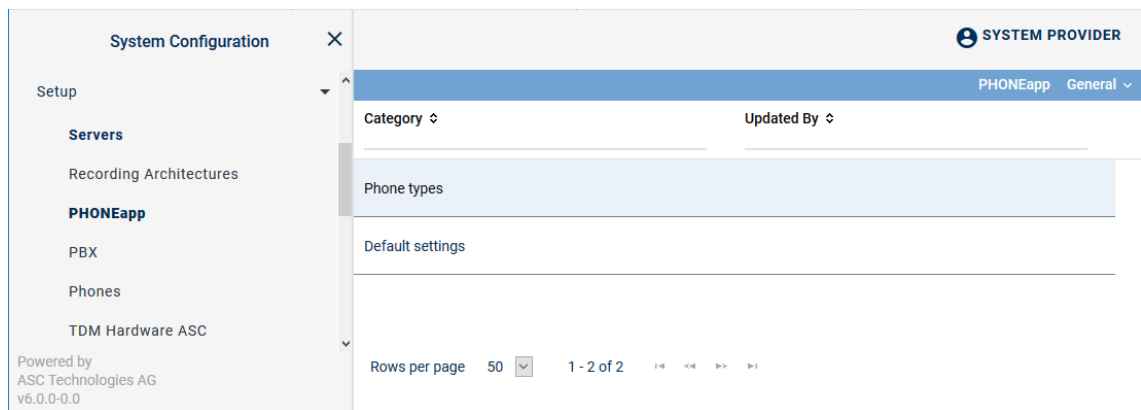 System Configuration
SYSTEM PROVIDER
Setup
PHONEapp General
Servers
Category
Updated By
Recording Architectures
Phone types
PHONEapp
PBX
Default settings
Phones
TDM Hardware ASC
Powered by
ASC Technologies AG
v6.0.0-0.0
Rows per page 50 1 - 2 of 2